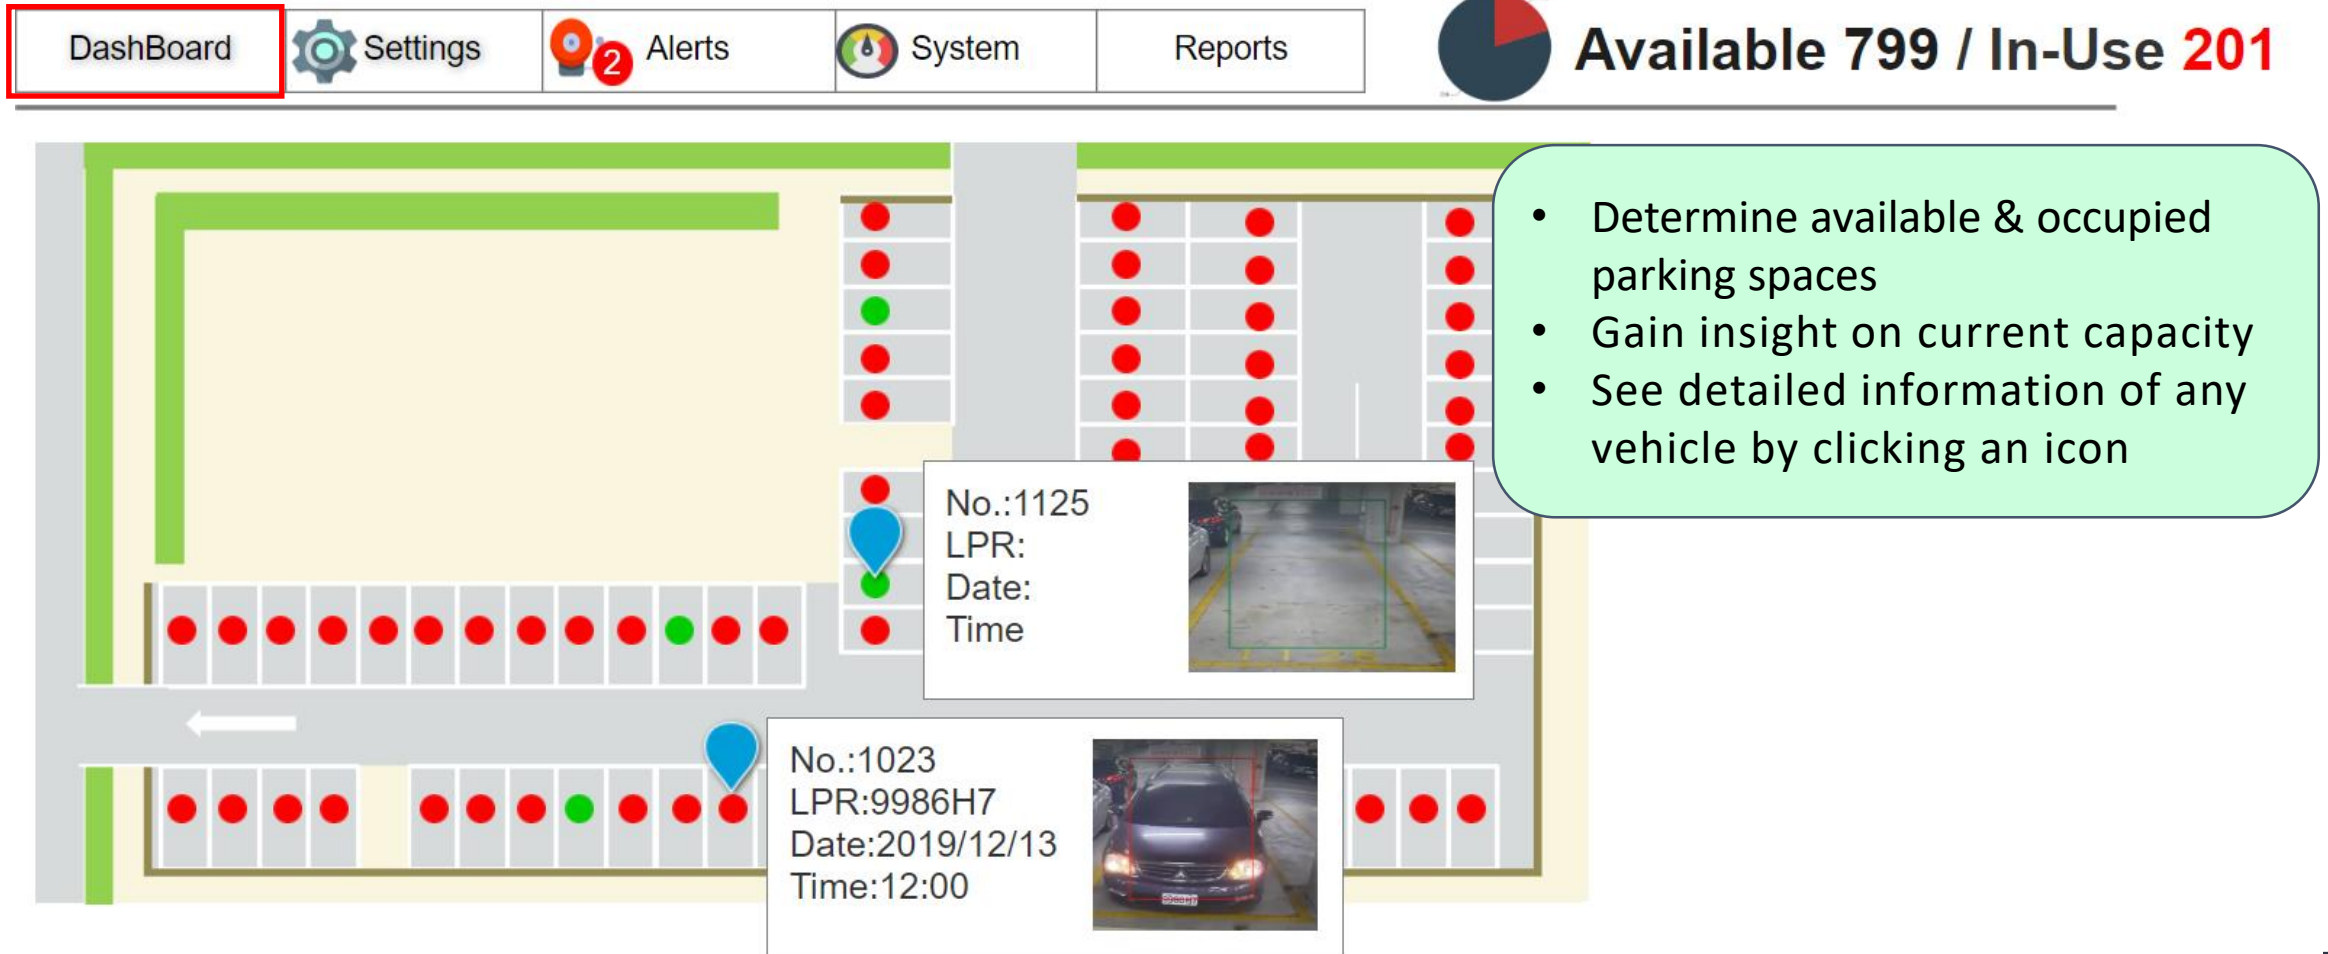 DashBoard
Settings
2
Alerts
System
Reports
Available 799 / In-Use 201
• Determine available & occupied
parking spaces
• Gain insight on current capacity
• See detailed information of any
vehicle by clicking an icon
No.:1125
LPR:
Date:
Time
No.:1023
LPR:9986H7
Date:2019/12/13
Time:12:00